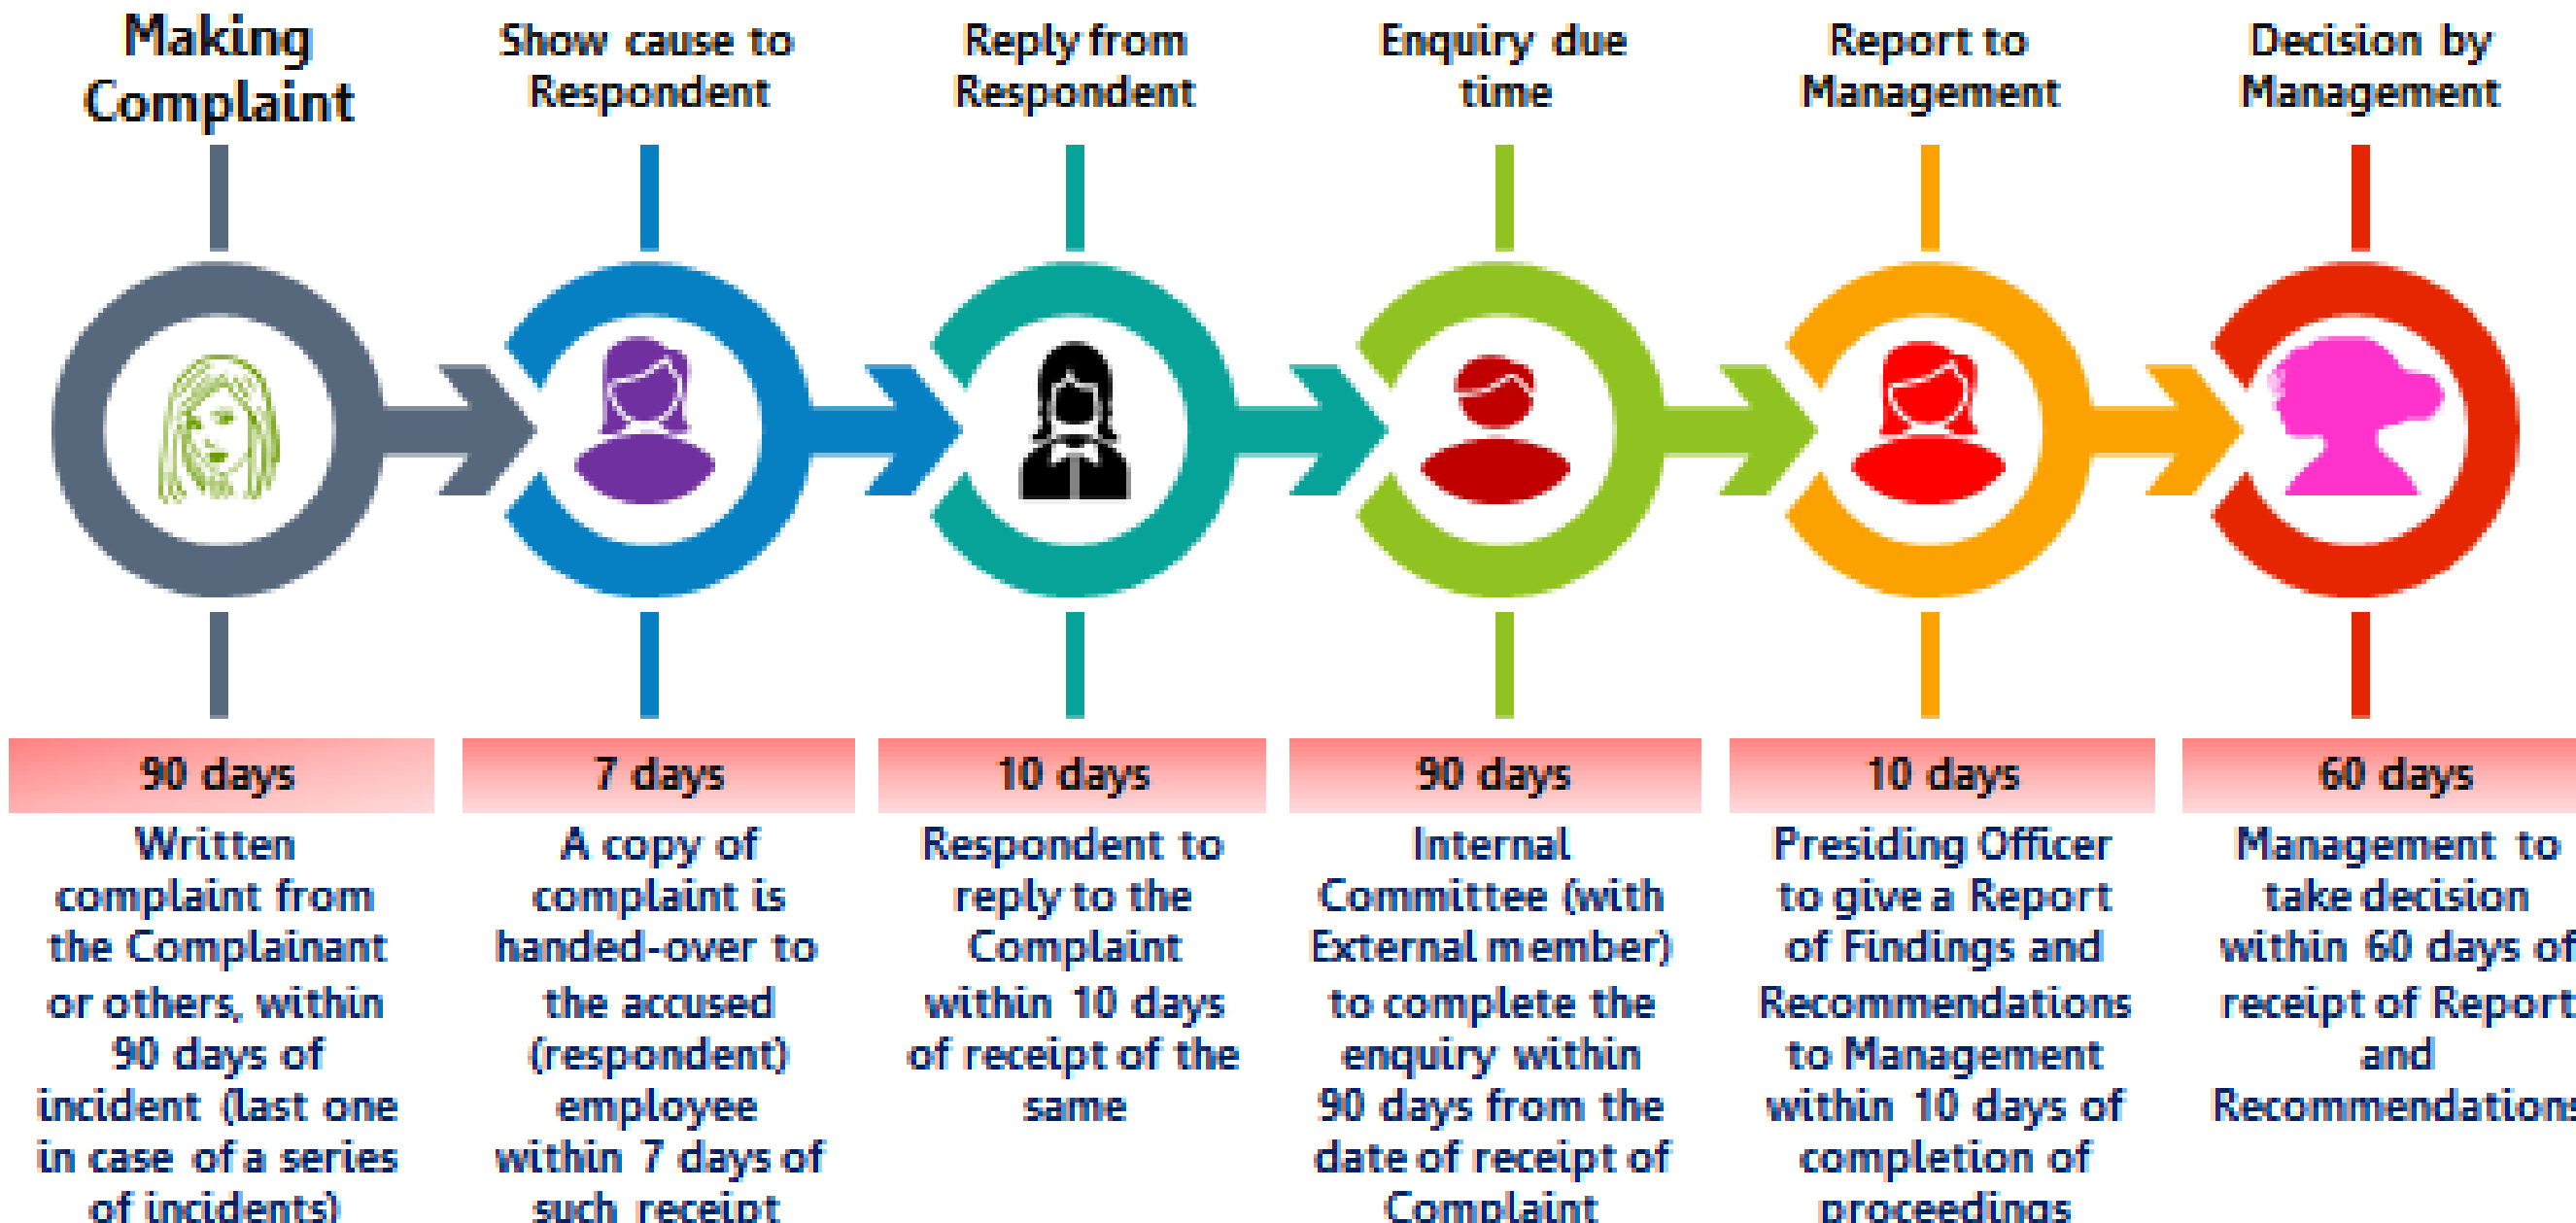 Making
Complaint
Show cause to
Respondent
Reply from
Respondent
Enquiry due
time
Report to
Management
Decision by
Management
90 days
7 days
10 days
90 days
10 days
60 days
Written
complaint from
the Complainant
or others, within
90 days of
incident (last one
in case of a series
of incidents)
A copy of
complaint is
handed-over to
the accused
(respondent)
employee
within 7 days of
such receipt
Respondent to
reply to the
Complaint
within 10 days
of receipt of the
same
Internal
Committee (with
External member)
to complete the
enquiry within
90 days from the
date of receipt of
Complaint
Presiding Officer
to give a Report
of Findings and
Recommendations
to Management
within 10 days of
completion of
proceedings
Management to
take decision
within 60 days of
receipt of Report
and
Recommendations